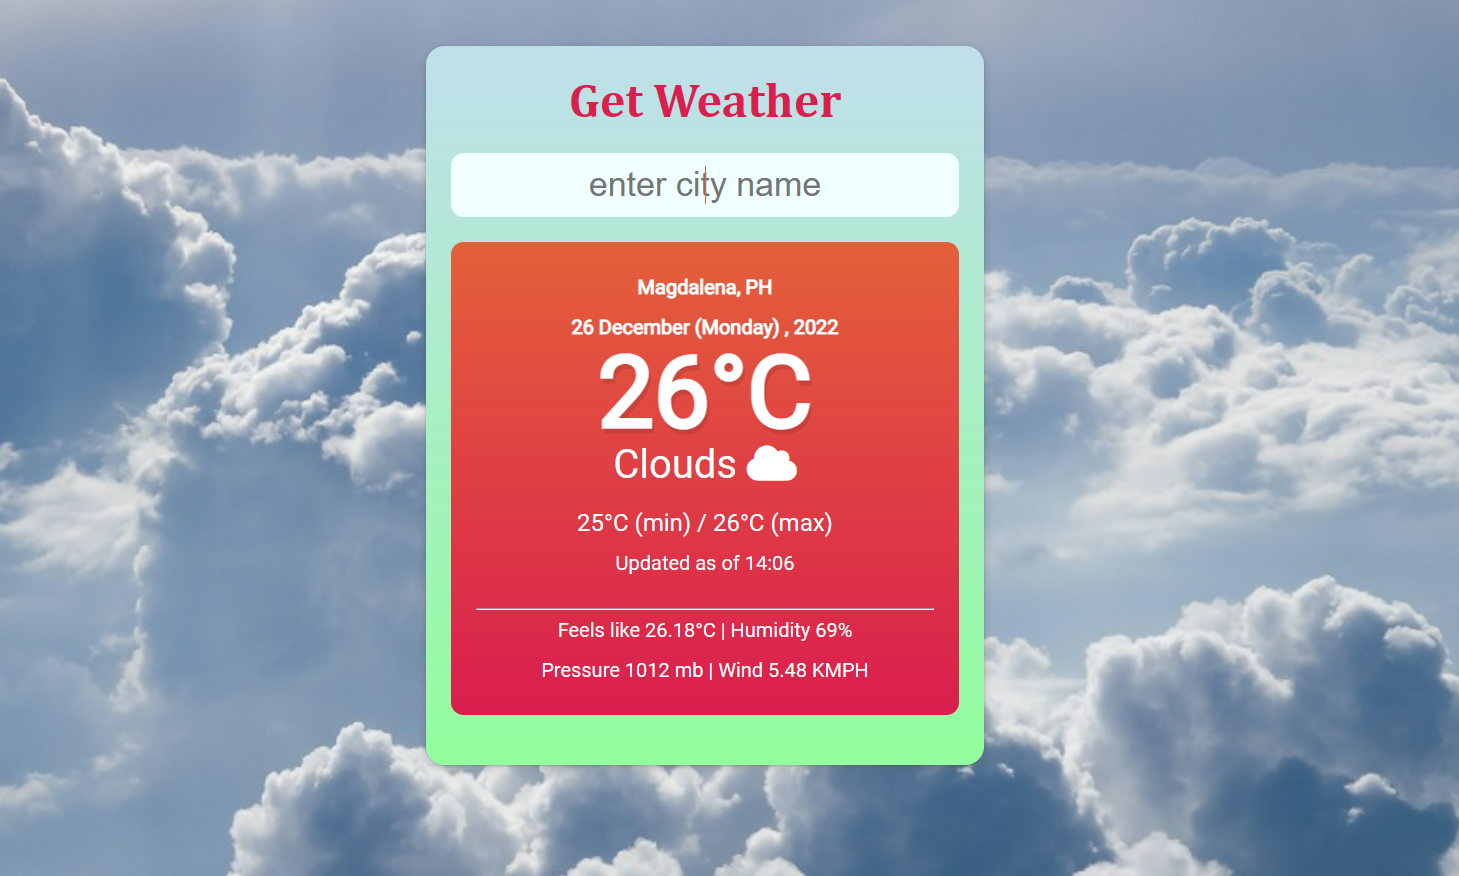 Get Weather
enter city name
Magdalena, PH
26 December (Monday) , 2022
26°C
Clouds
25°C (min) / 26°C (max)
Updated as of 14:06
Feels like 26.18°C | Humidity 69%
Pressure 1012 mb | Wind 5.48 KMPH